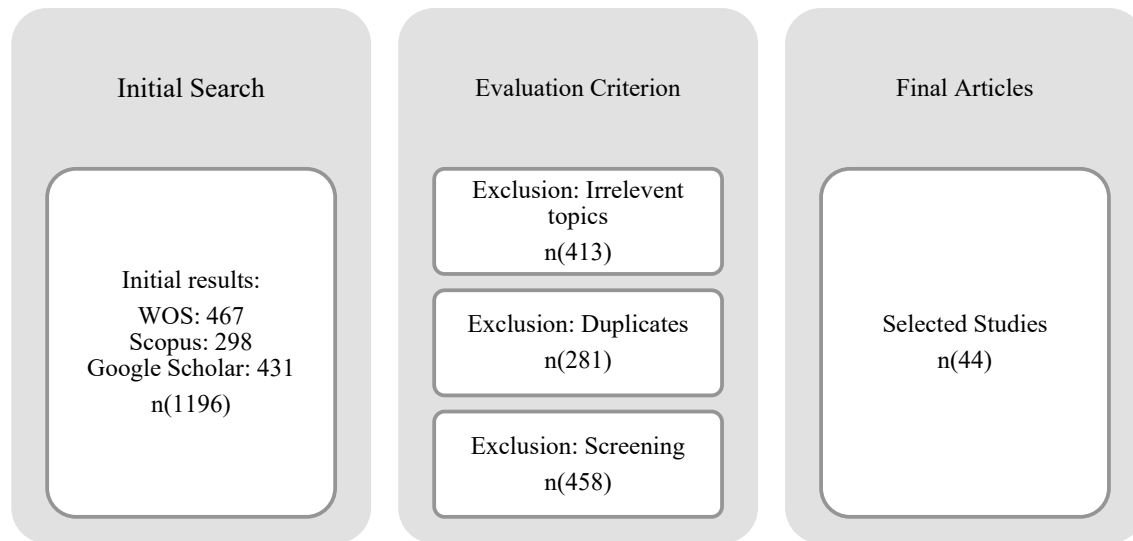 Initial Search
Initial results:
WOS: 467
Scopus: 298
Google Scholar: 431
n(1196)
Evaluation Criterion
Exclusion: Irrelevent
topics
n(413)
Exclusion: Duplicates
n(281)
Exclusion: Screening
n(458)
Final Articles
Selected Studies
n(44)